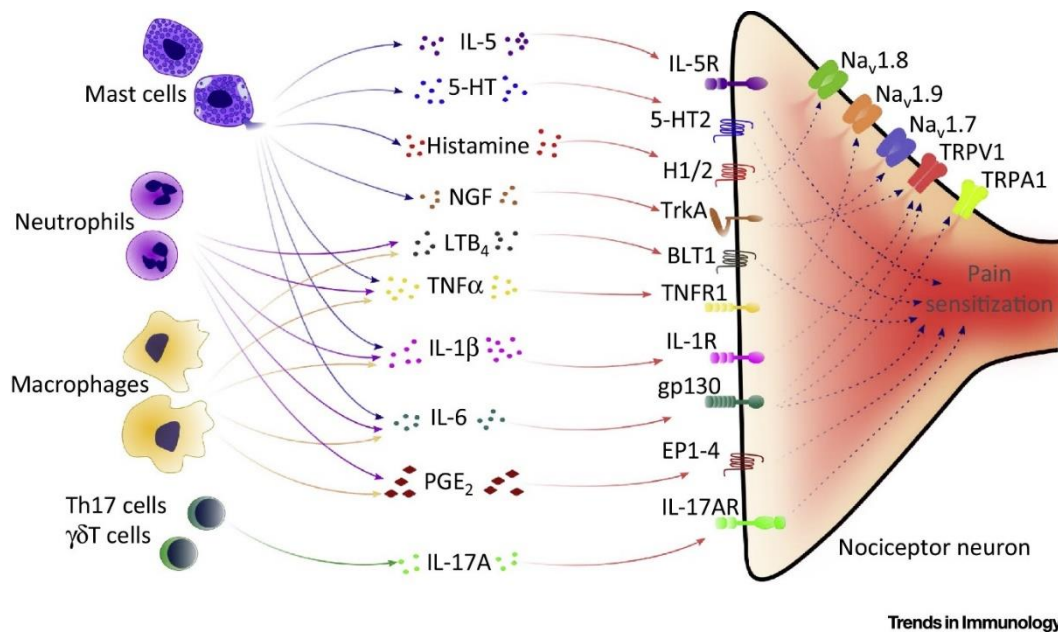 Mast cells
Neutrophils
Macrophages
Th17 cells
γδT cells
IL-5
5-HT
Histamine
NGF
LTB₄
TNFα
IL-1β
IL-6
PGE₂
IL-17A
IL-5R
5-HT2
H1/2
TrkA
BLT1
TNFR1
IL-1R
gp130
EP1-4
IL-17AR
Naᵥ1.8
Naᵥ1.9
Naᵥ1.7
TRPV1
TRPA1
Pain
sensitization
Nociceptor neuron
Trends in Immunology